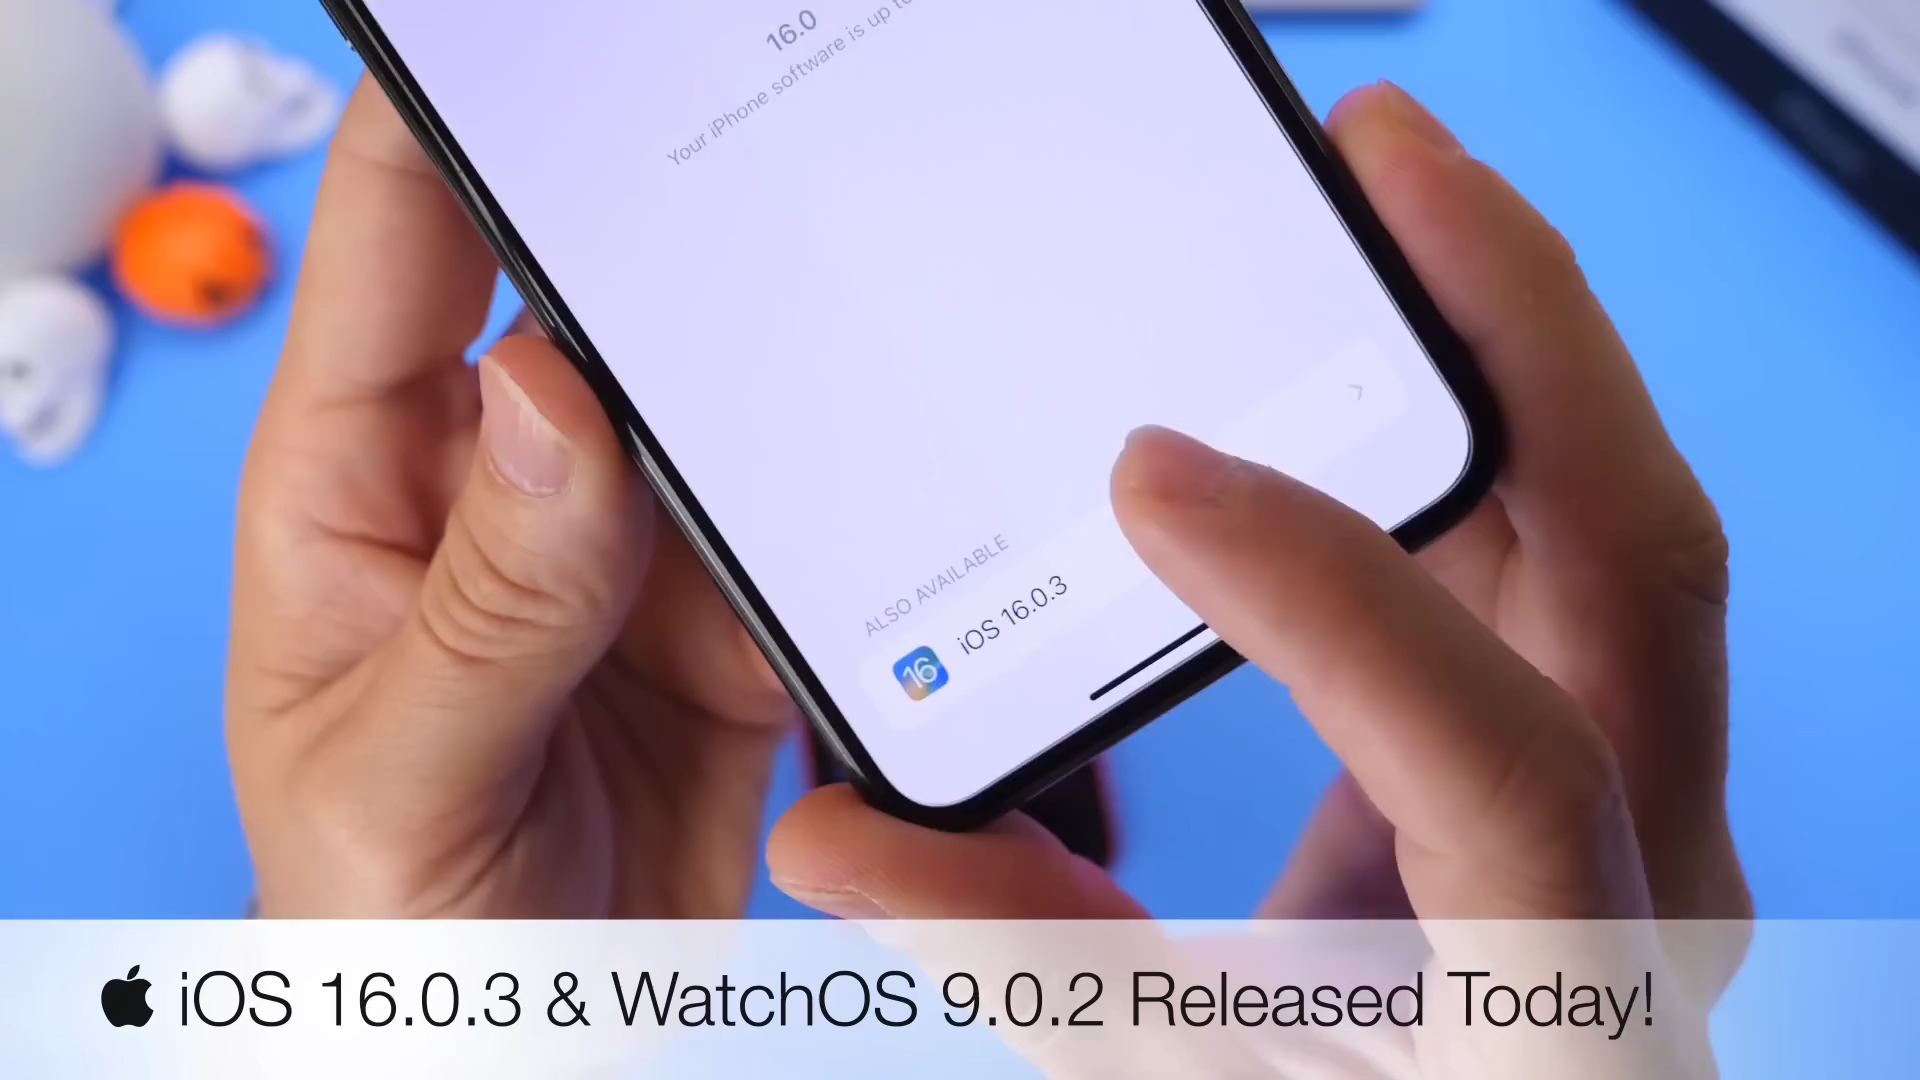 16.0
Your iPhone software is up to
ALSO AVAILABLE
16
iOS 16.0.3
iOS 16.0.3 & WatchOS 9.0.2 Released Today!